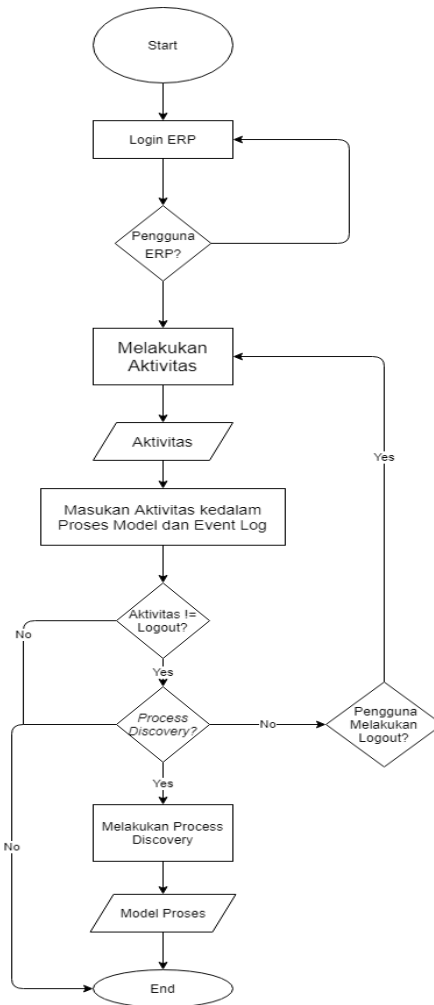 Start
Login ERP
Pengguna
ERP?
Melakukan
Aktivitas
Aktivitas
Yes
Masukan Aktivitas kedalam
Proses Model dan Event Log
Aktivitas !=
Logout?
No
Yes
Process
Discovery?
No
Pengguna
Melakukan
Logout?
Yes
Melakukan Process
Discovery
No
Model Proses
End